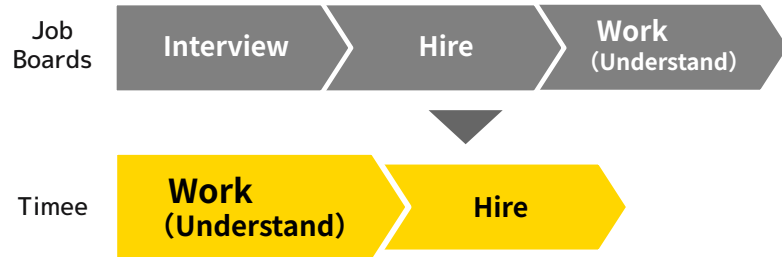 Job
Boards
Interview
Hire
Work
(Understand)
Timee
Work
(Understand)
Hire